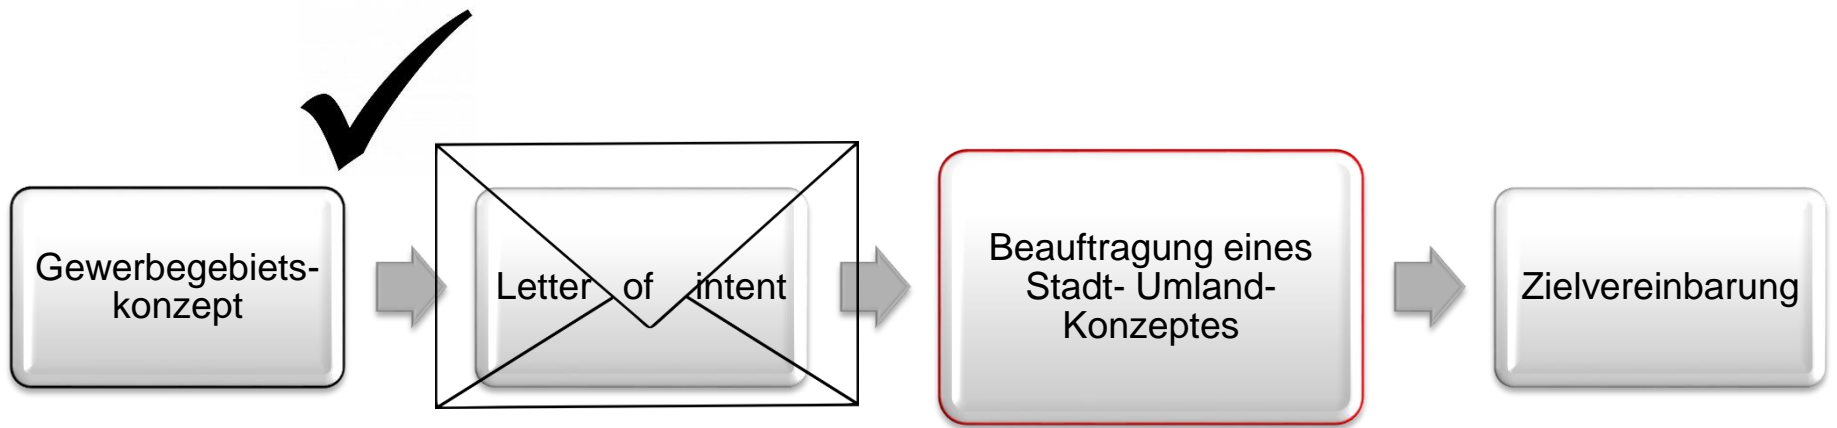 Gewerbegebiets-
konzept
Letter of intent
Beauftragung eines
Stadt- Umland-
Konzeptes
Zielvereinbarung